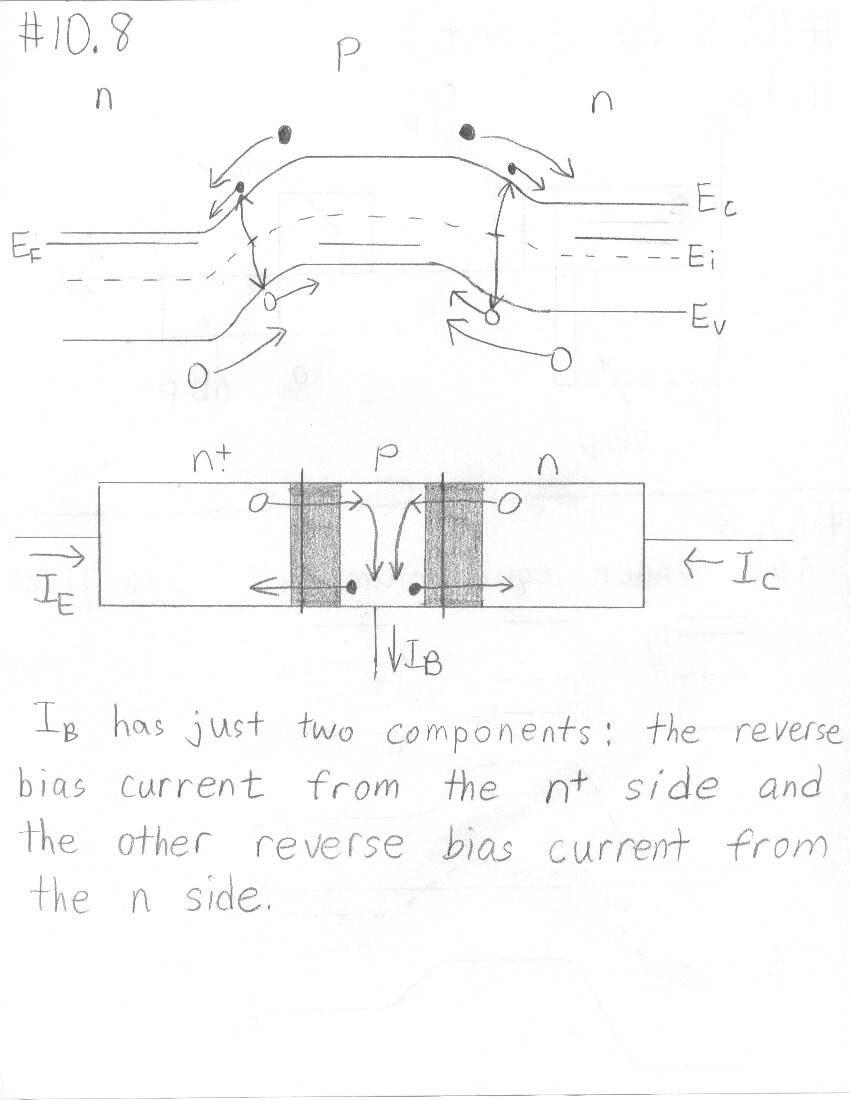 #10.8
P
n
n
E_C
E_F
E_i
E_V
n+
P
n
I_E
I_C
I_B
I_B has just two components: the reverse
bias current from the n+ side and
the other reverse bias current from
the n side.